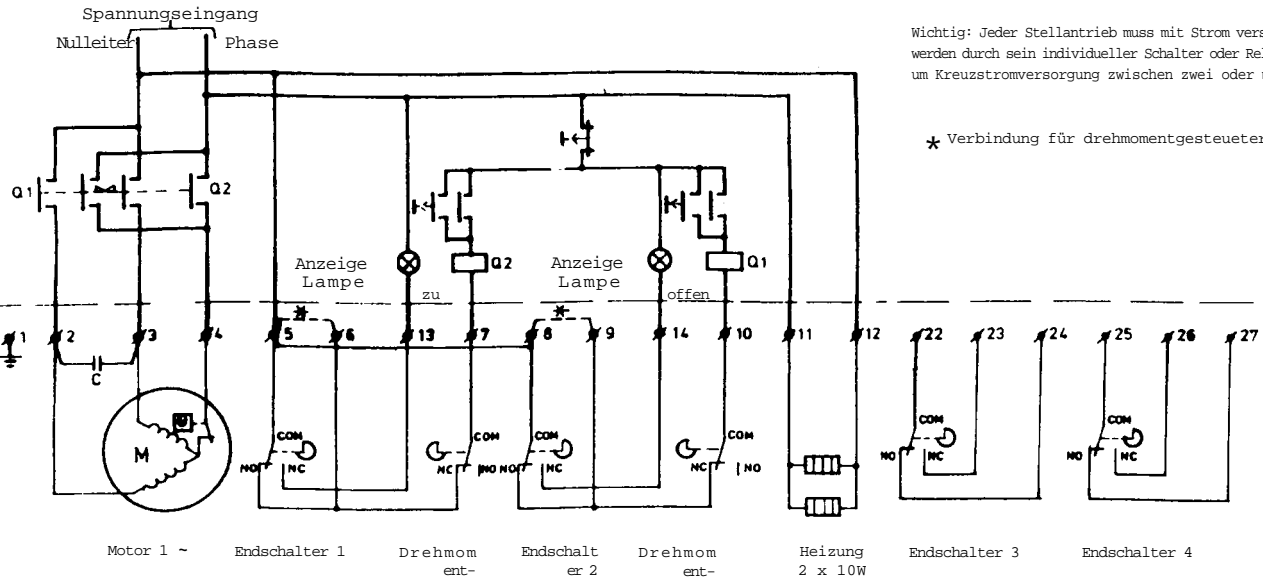 Spannungseingang
Nulleiter Phase
Wichtig: Jeder Stellantrieb muss mit Strom
werden durch sein individueller Schalter oder
um Kreuzstromversorgung zwischen zwei oder
* Verbindung für drehmomentgesteueter
Q1 Q2
Anzeige Lampe
zu
Q2
Anzeige Lampe
offen
Q1
* *
1 2 3 4 5 6 13 7 8 9 14 10 11 12 22 23 24 25 26 27
C
M
COM NO NC
COM NC NO
COM NO NC
COM NC NO
COM NO NC
COM NO NC
Motor 1 ~ Endschalter 1 Drehmom Endschalt Drehmom Heizung Endschalter 3 Endschalter 4
ent- er 2 ent- 2 x 10W